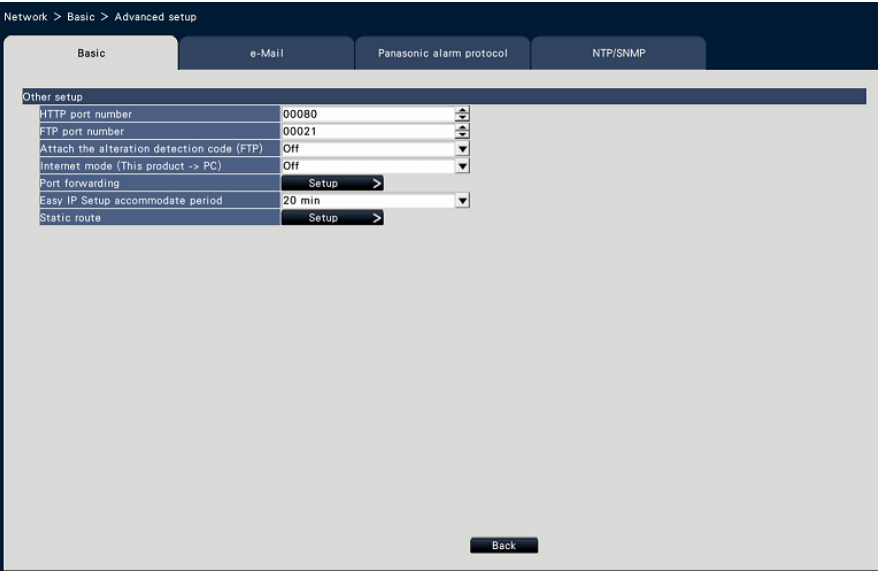 Network > Basic > Advanced setup
Basic e-Mail Panasonic alarm protocol NTP/SNMP
Other setup
HTTP port number 00080
FTP port number 00021
Attach the alteration detection code (FTP) Off
Internet mode (This product -> PC) Off
Port forwarding Setup >
Easy IP Setup accommodate period 20 min
Static route Setup >
Back